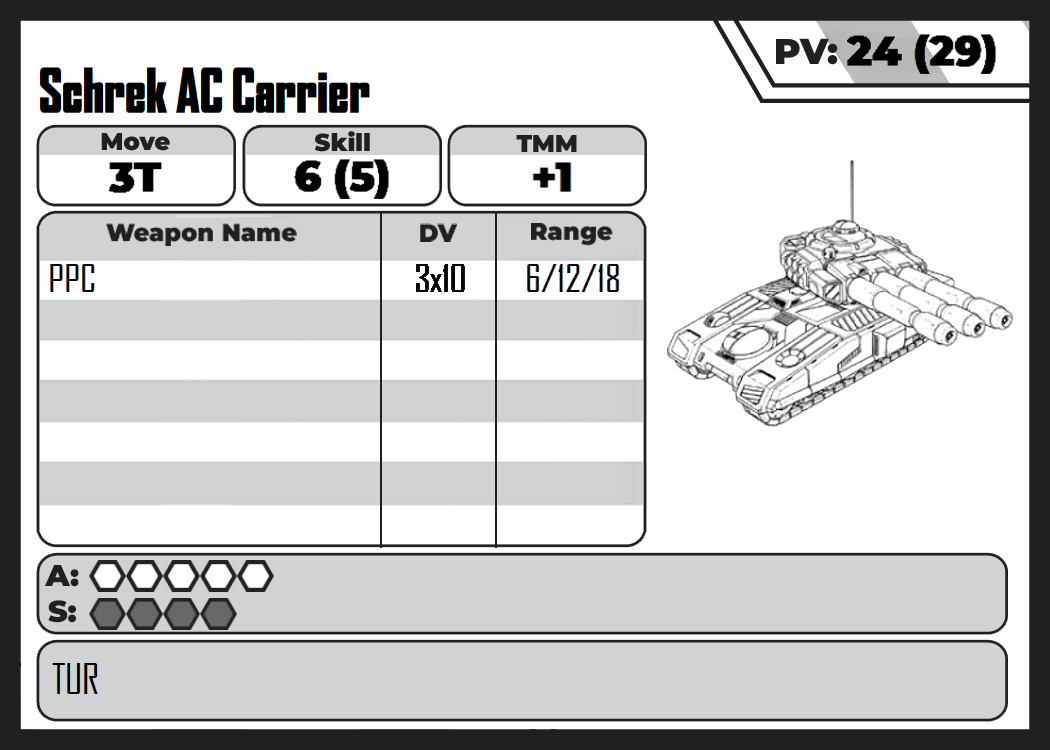 PV: 24 (29)
Schrek AC Carrier
Move Skill TMM
3T 6 (5) +1
Weapon Name DV Range
PPC 3x10 6/12/18
A:
S:
TUR